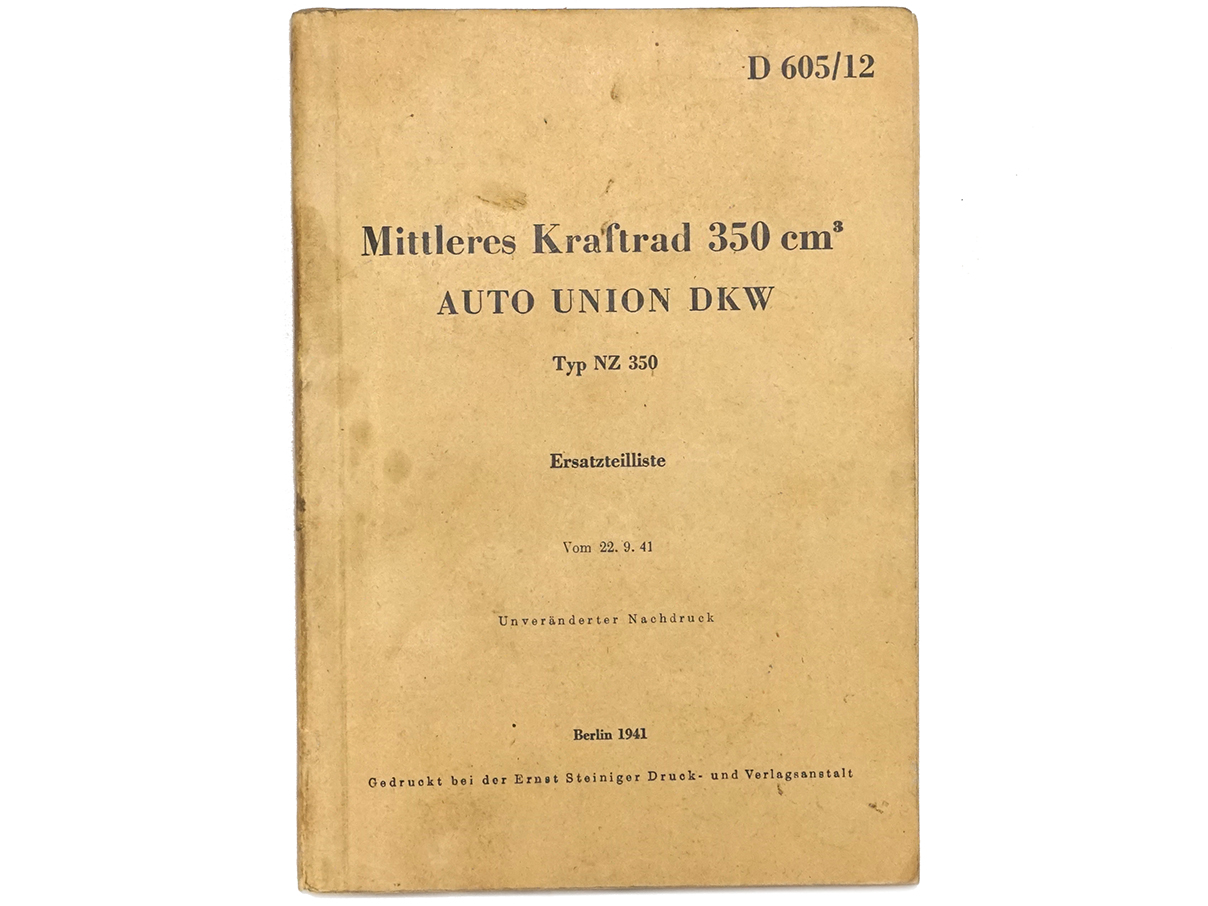 D 605/12
Mittleres Kraftrad 350 cm³
AUTO UNION DKW
Typ NZ 350
Ersatzteilliste
Vom 22. 9. 41
Unveränderter Nachdruck
Berlin 1941
Gedruckt bei der Ernst Steiniger Druck- und Verlagsanstalt